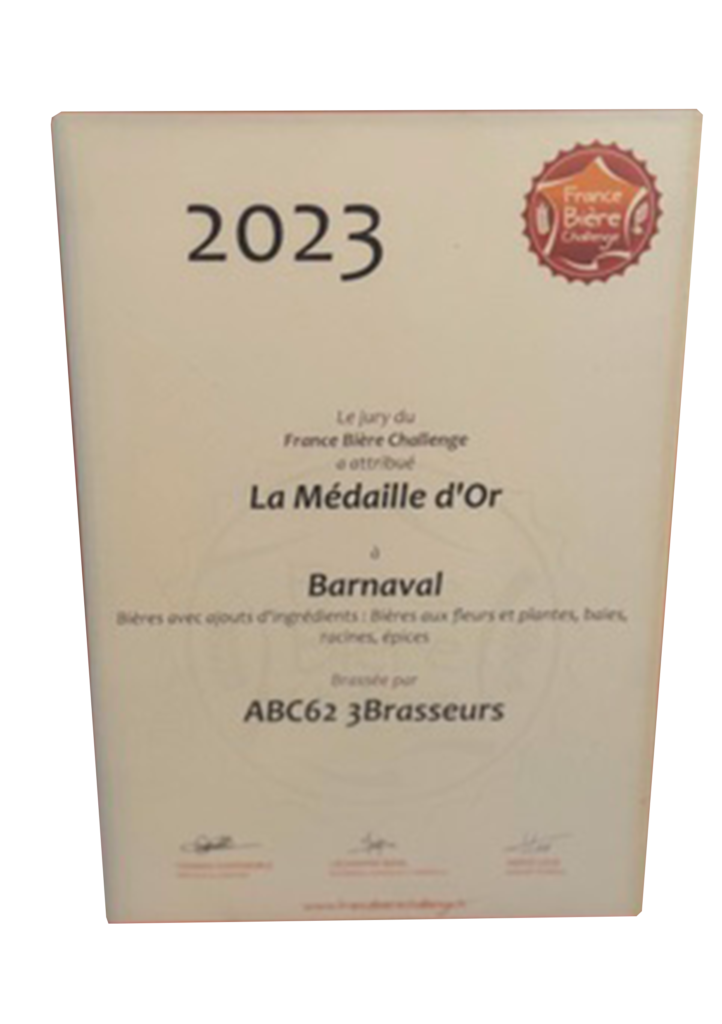 2023
France
Bière
Challenge
Le jury du
France Bière Challenge
a attribué
La Médaille d'Or
à
Barnaval
Bières avec ajouts d'ingrédients : Bières aux fleurs et plantes, baies,
racines, épices
Brassée par
ABC62 3Brasseurs